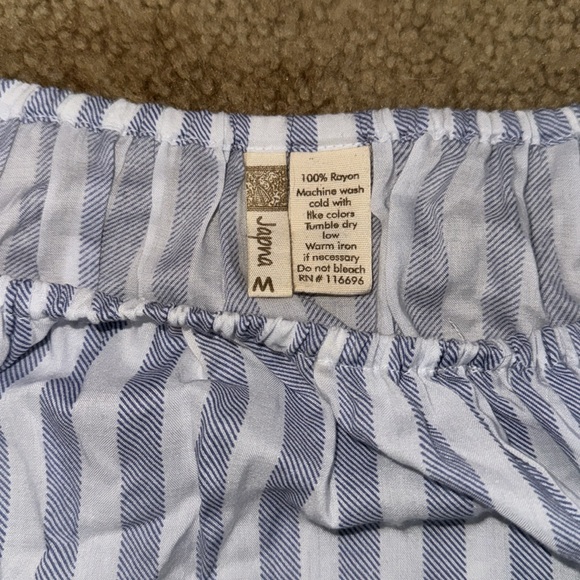 Japna
M
100% Rayon
Machine wash
cold with
like colors
Tumble dry
low
Warm iron
if necessary
Do not bleach
RN # 116696